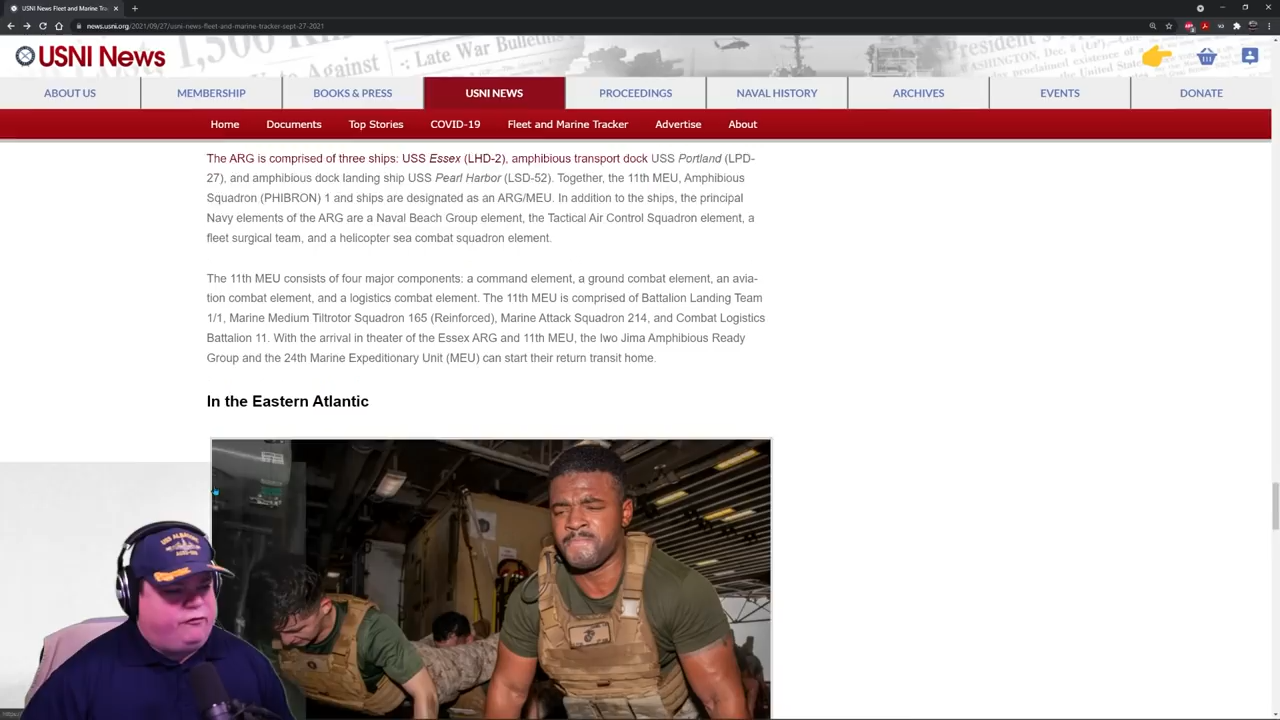 USNI News Fleet and Marine Tra
news.usni.org/2021/09/27/usni-news-fleet-and-marine-tracker-sept-27-2021
USNI News
ABOUT US
MEMBERSHIP
BOOKS & PRESS
USNI NEWS
PROCEEDINGS
NAVAL HISTORY
ARCHIVES
EVENTS
DONATE
Home
Documents
Top Stories
COVID-19
Fleet and Marine Tracker
Advertise
About
The ARG is comprised of three ships: USS Essex (LHD-2), amphibious transport dock USS Portland (LPD-
27), and amphibious dock landing ship USS Pearl Harbor (LSD-52). Together, the 11th MEU, Amphibious
Squadron (PHIBRON) 1 and ships are designated as an ARG/MEU. In addition to the ships, the principal
Navy elements of the ARG are a Naval Beach Group element, the Tactical Air Control Squadron element, a
fleet surgical team, and a helicopter sea combat squadron element.
The 11th MEU consists of four major components: a command element, a ground combat element, an avia-
tion combat element, and a logistics combat element. The 11th MEU is comprised of Battalion Landing Team
1/1, Marine Medium Tiltrotor Squadron 165 (Reinforced), Marine Attack Squadron 214, and Combat Logistics
Battalion 11. With the arrival in theater of the Essex ARG and 11th MEU, the Iwo Jima Amphibious Ready
Group and the 24th Marine Expeditionary Unit (MEU) can start their return transit home.
In the Eastern Atlantic